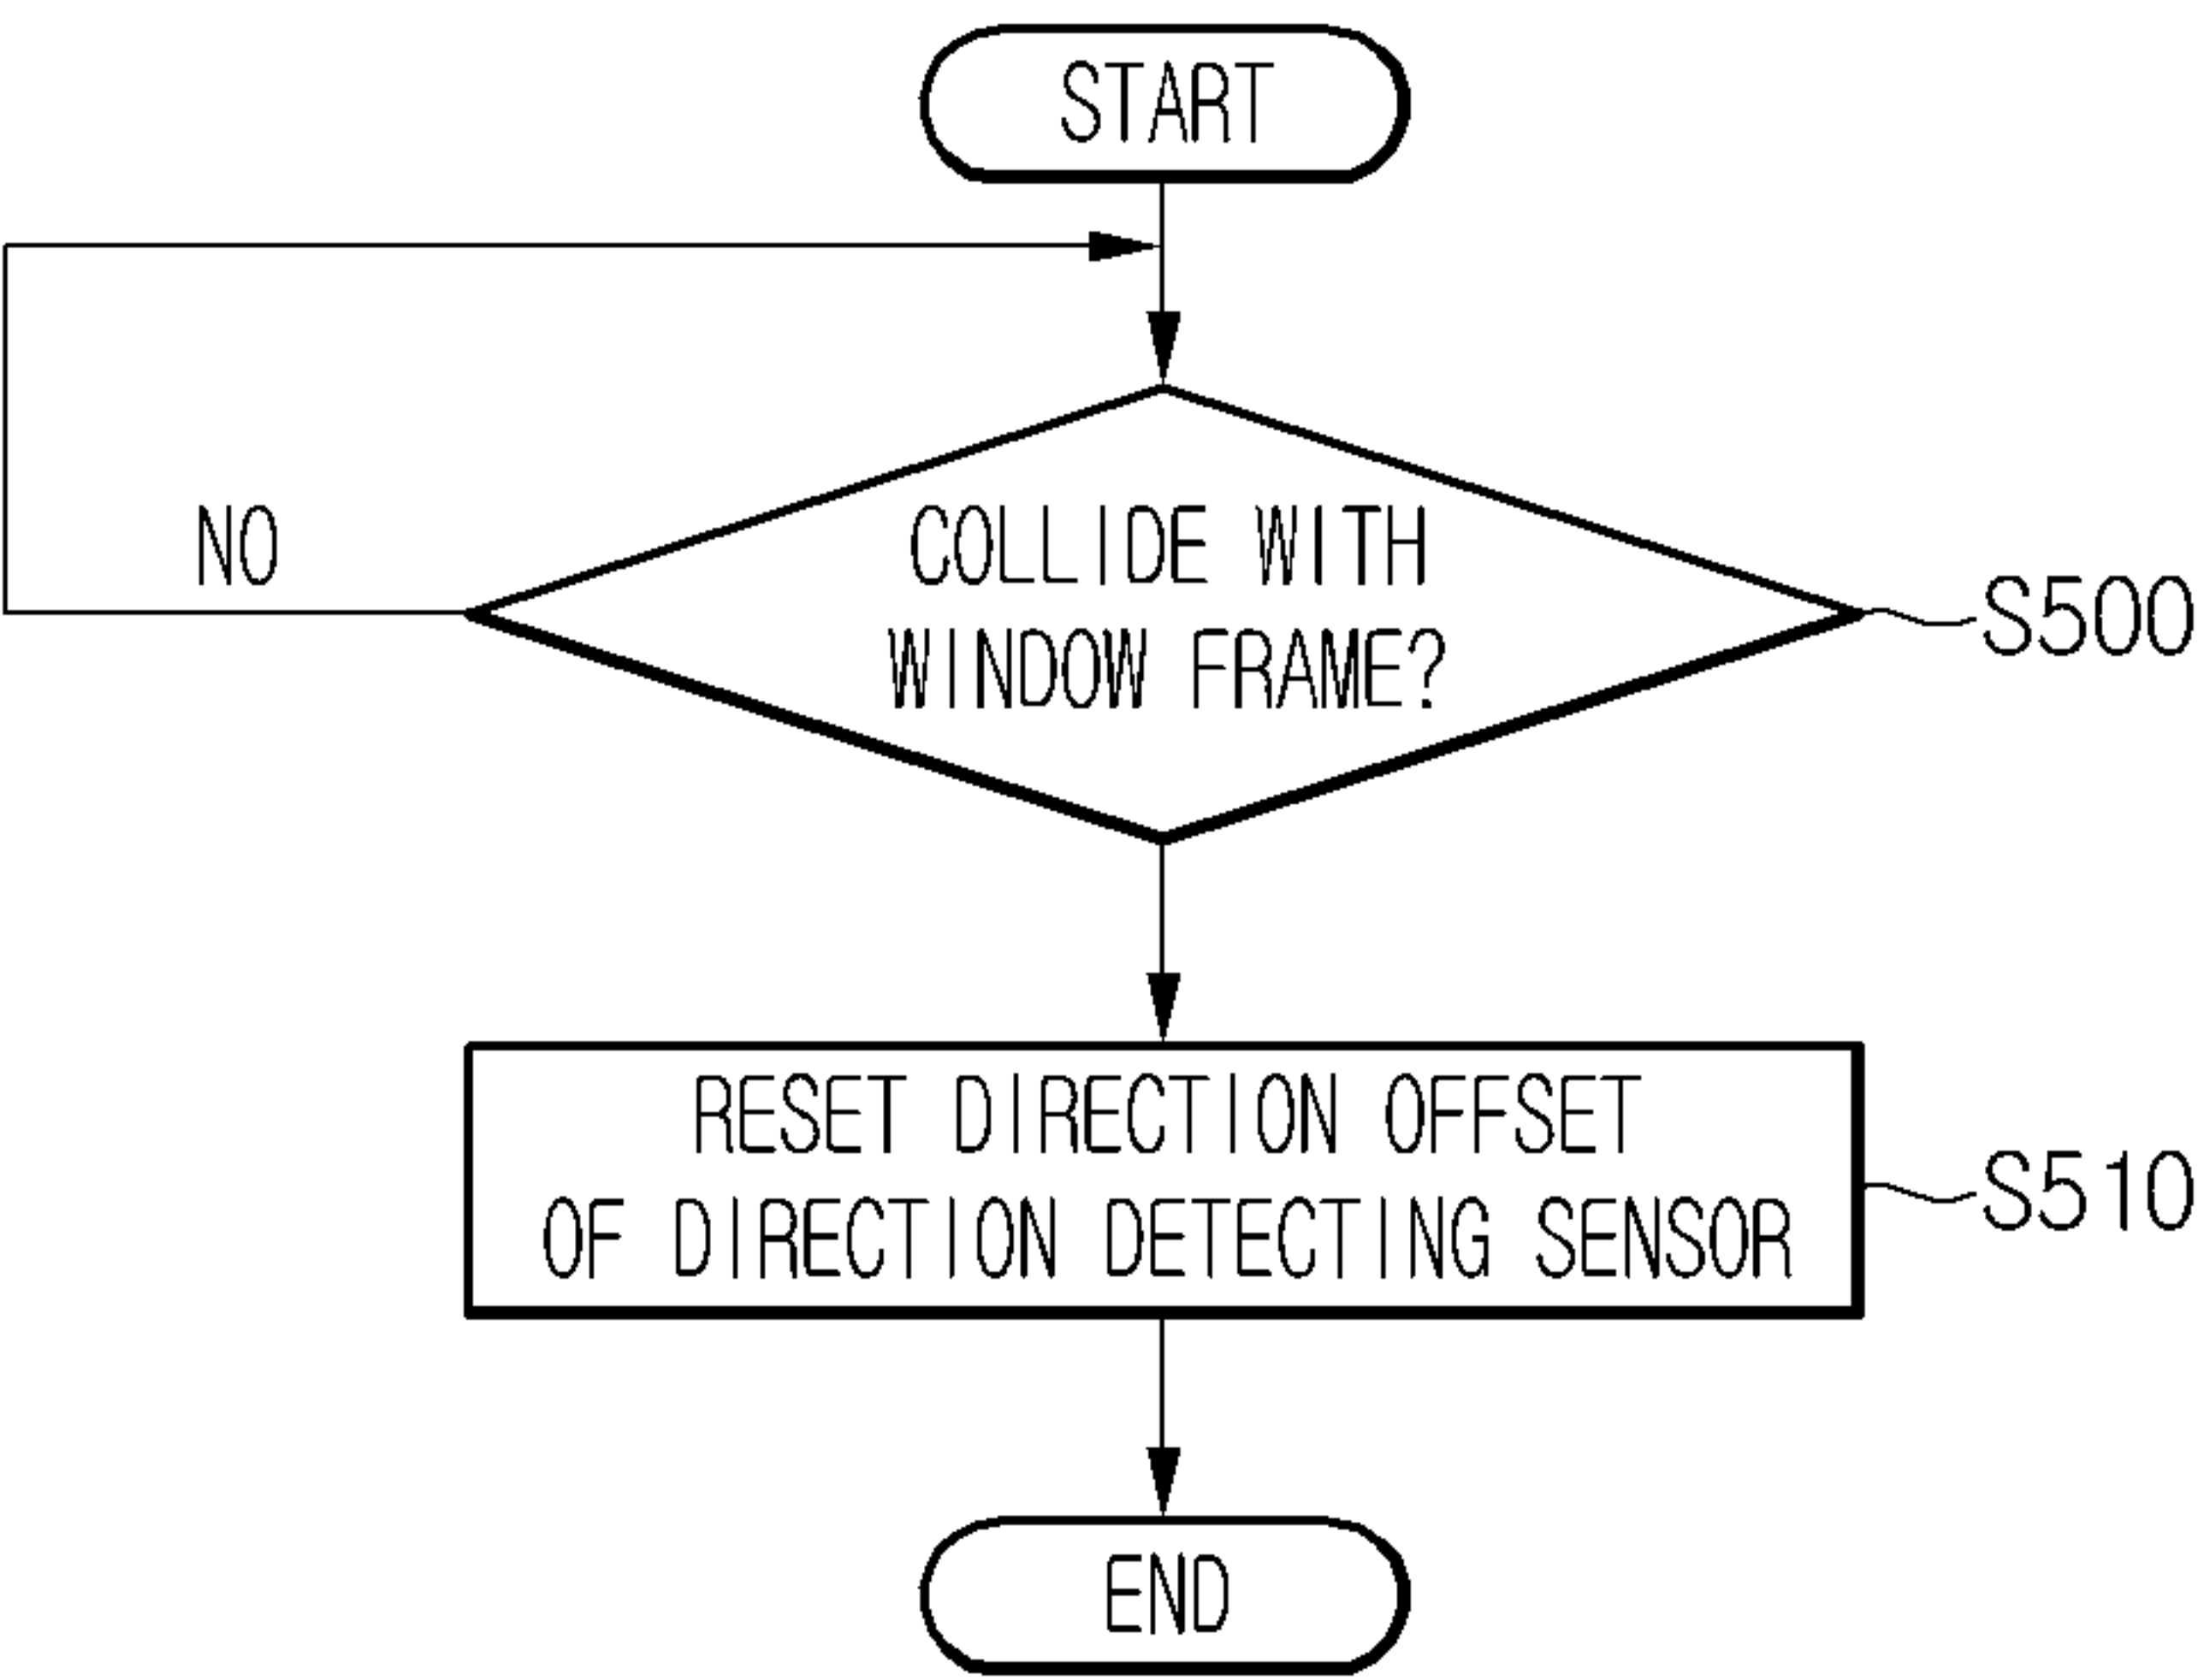 START
NO
COLLIDE WITH
WINDOW FRAME?
S500
RESET DIRECTION OFFSET
OF DIRECTION DETECTING SENSOR
S510
END